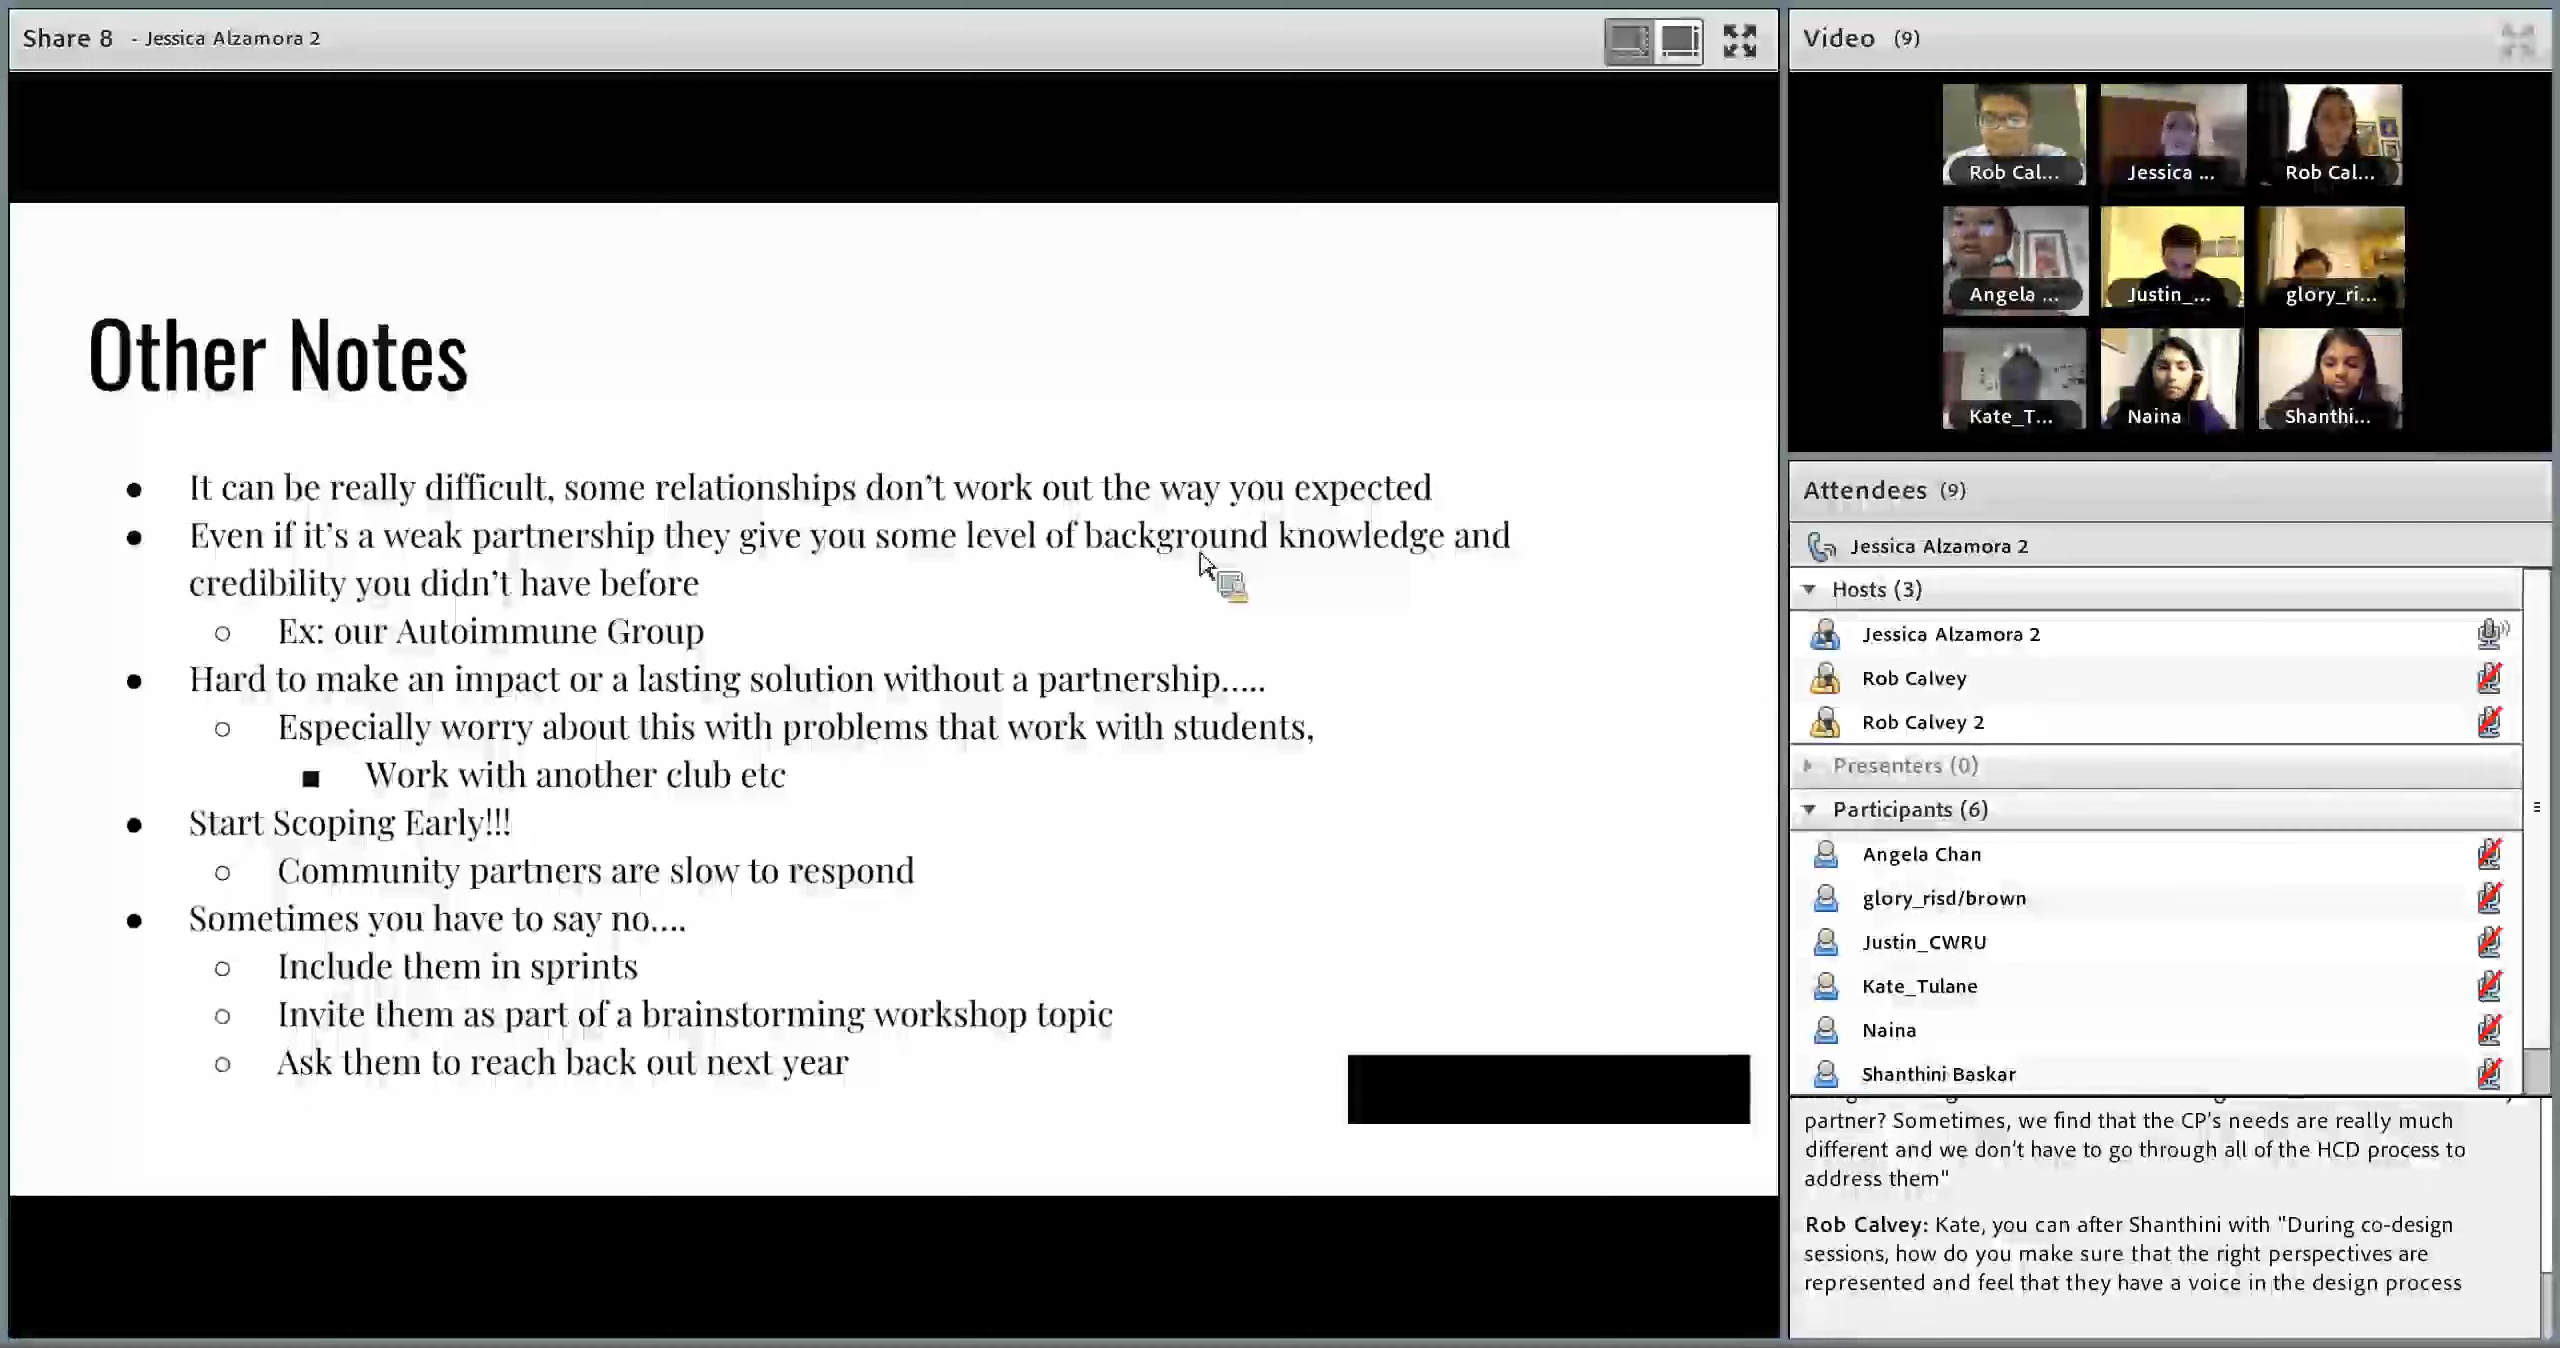 Share 8 - Jessica Alzamora 2
Other Notes
● It can be really difficult, some relationships don’t work out the way you expected
● Even if it’s a weak partnership they give you some level of background knowledge and
credibility you didn’t have before
○ Ex: our Autoimmune Group
● Hard to make an impact or a lasting solution without a partnership.....
○ Especially worry about this with problems that work with students,
■ Work with another club etc
● Start Scoping Early!!!
○ Community partners are slow to respond
● Sometimes you have to say no....
○ Include them in sprints
○ Invite them as part of a brainstorming workshop topic
○ Ask them to reach back out next year
Video (9)
Rob Cal...
Jessica ...
Rob Cal...
Angela ...
Justin_...
glory_ri...
Kate_T...
Naina
Shanthi...
Attendees (9)
Jessica Alzamora 2
Hosts (3)
Jessica Alzamora 2
Rob Calvey
Rob Calvey 2
Presenters (0)
Participants (6)
Angela Chan
glory_risd/brown
Justin_CWRU
Kate_Tulane
Naina
Shanthini Baskar
partner? Sometimes, we find that the CP's needs are really much
different and we don't have to go through all of the HCD process to
address them"
Rob Calvey: Kate, you can after Shanthini with "During co-design
sessions, how do you make sure that the right perspectives are
represented and feel that they have a voice in the design process